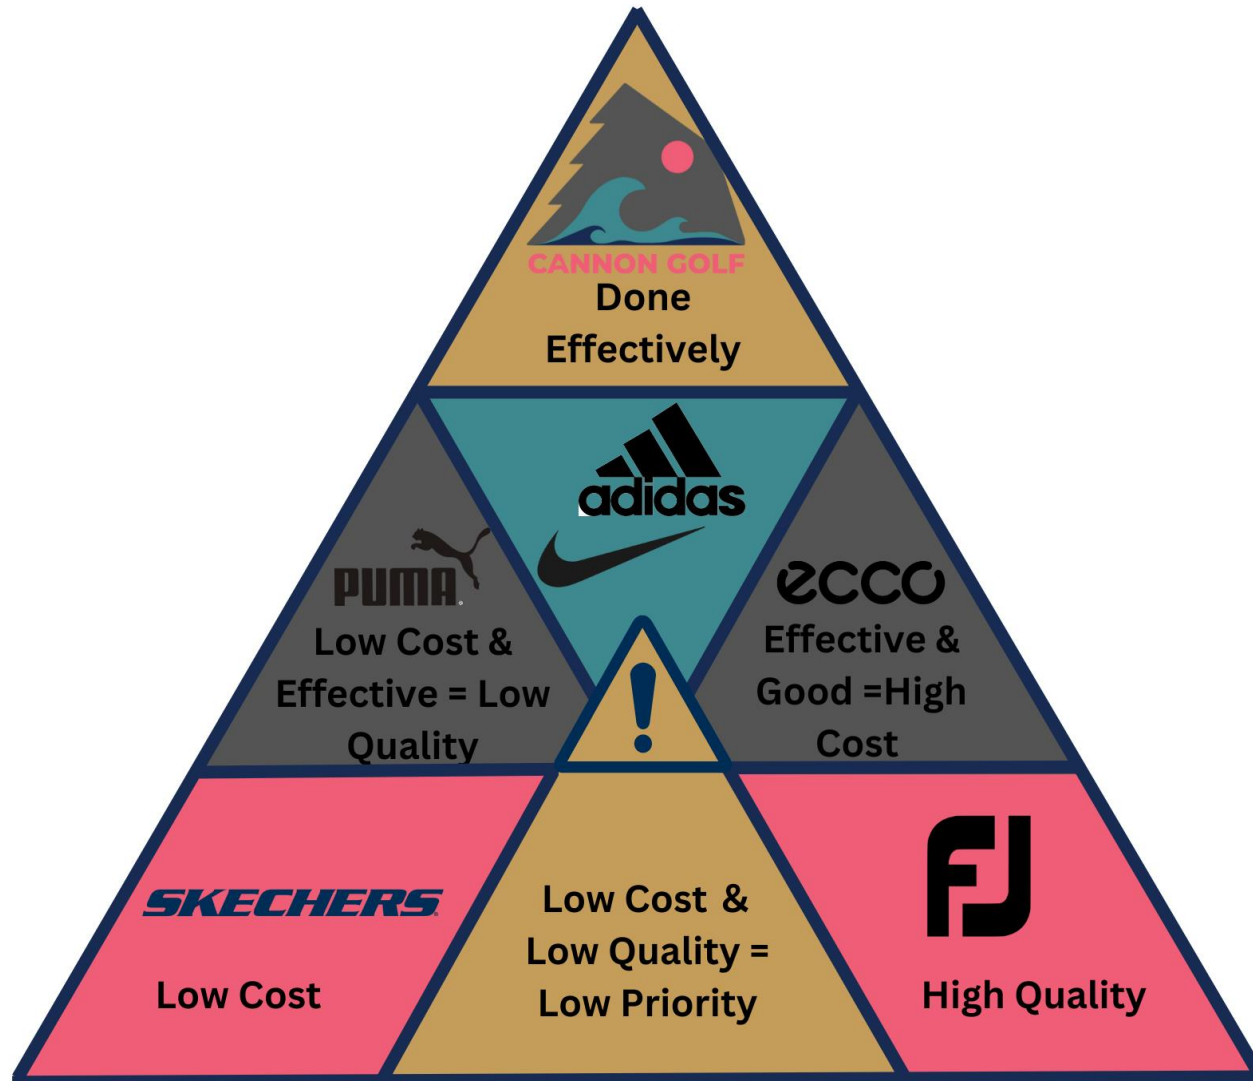 CANNON GOLF
Done
Effectively
adidas
PUMA
Low Cost &
Effective = Low
Quality
ecco
Effective &
Good =High
Cost
!
SKECHERS
Low Cost
Low Cost &
Low Quality =
Low Priority
FJ
High Quality